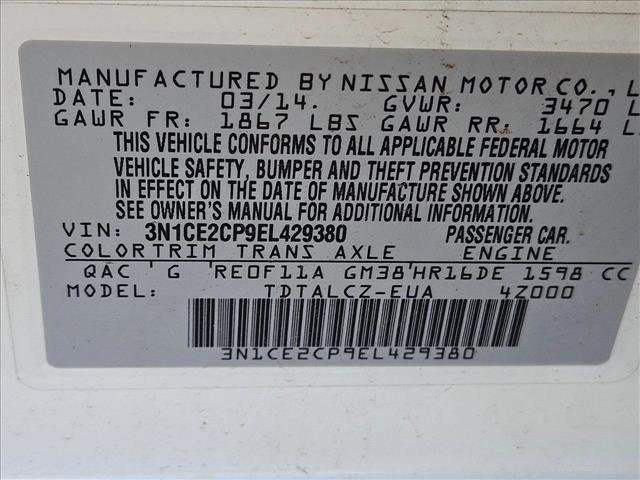 MANUFACTURED BY NISSAN MOTOR CO., L
DATE: 03/14. GVWR: 3470 L
GAWR FR: 1867 LBS GAWR RR: 1664 L
THIS VEHICLE CONFORMS TO ALL APPLICABLE FEDERAL MOTOR
VEHICLE SAFETY, BUMPER AND THEFT PREVENTION STANDARDS
IN EFFECT ON THE DATE OF MANUFACTURE SHOWN ABOVE.
SEE OWNER'S MANUAL FOR ADDITIONAL INFORMATION.
VIN: 3N1CE2CP9EL429380 PASSENGER CAR.
COLOR TRIM TRANS AXLE ENGINE
QAC ' G RE0F11A GM38 HR16DE 1598 CC
MODEL: TDTALCZ-EUA 4Z000
3N1CE2CP9EL429380